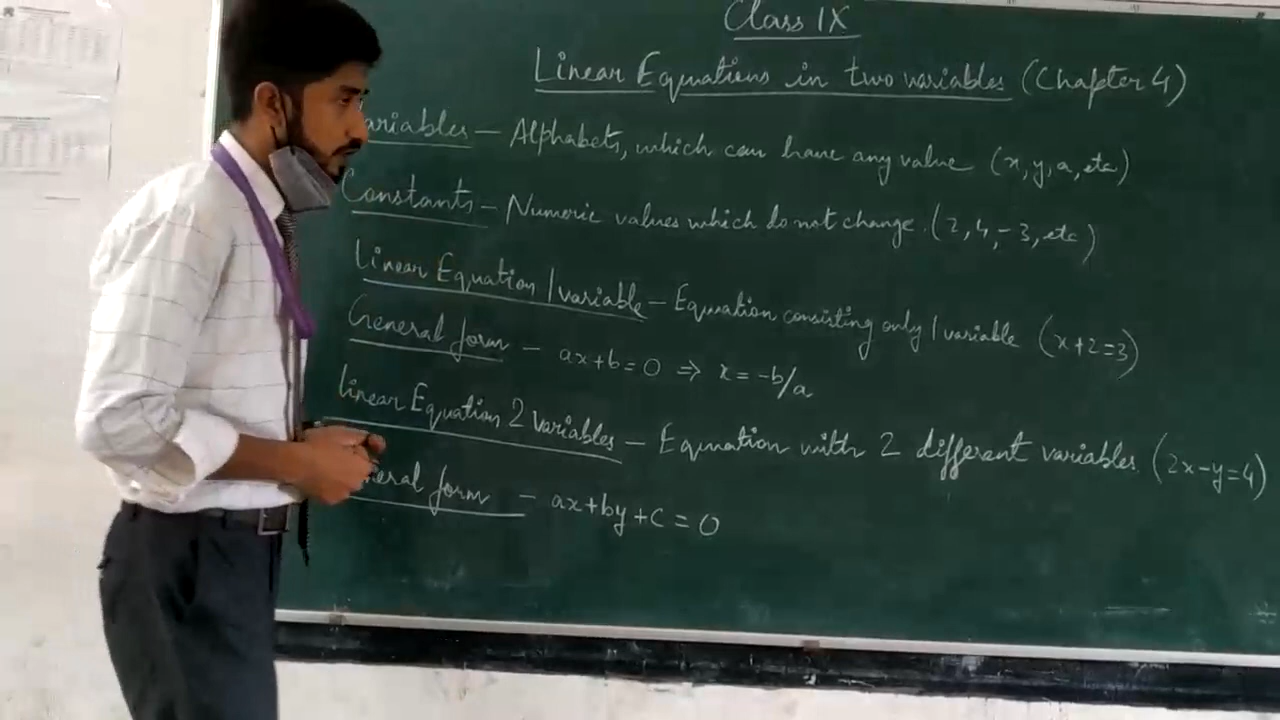 Class IX
Linear Equations in two variables (Chapter 4)
ariables – Alphabets, which can have any value (x, y, a, etc)
Constants – Numeric values which do not change. (2, 4, -3, etc)
Linear Equation 1 variable – Equation consisting only 1 variable (x+2=3)
General form – ax+b=0 ⇒ x = -b/a
linear Equation 2 Variables – Equation with 2 different variables. (2x-y=4)
neral form – ax+by+c=0